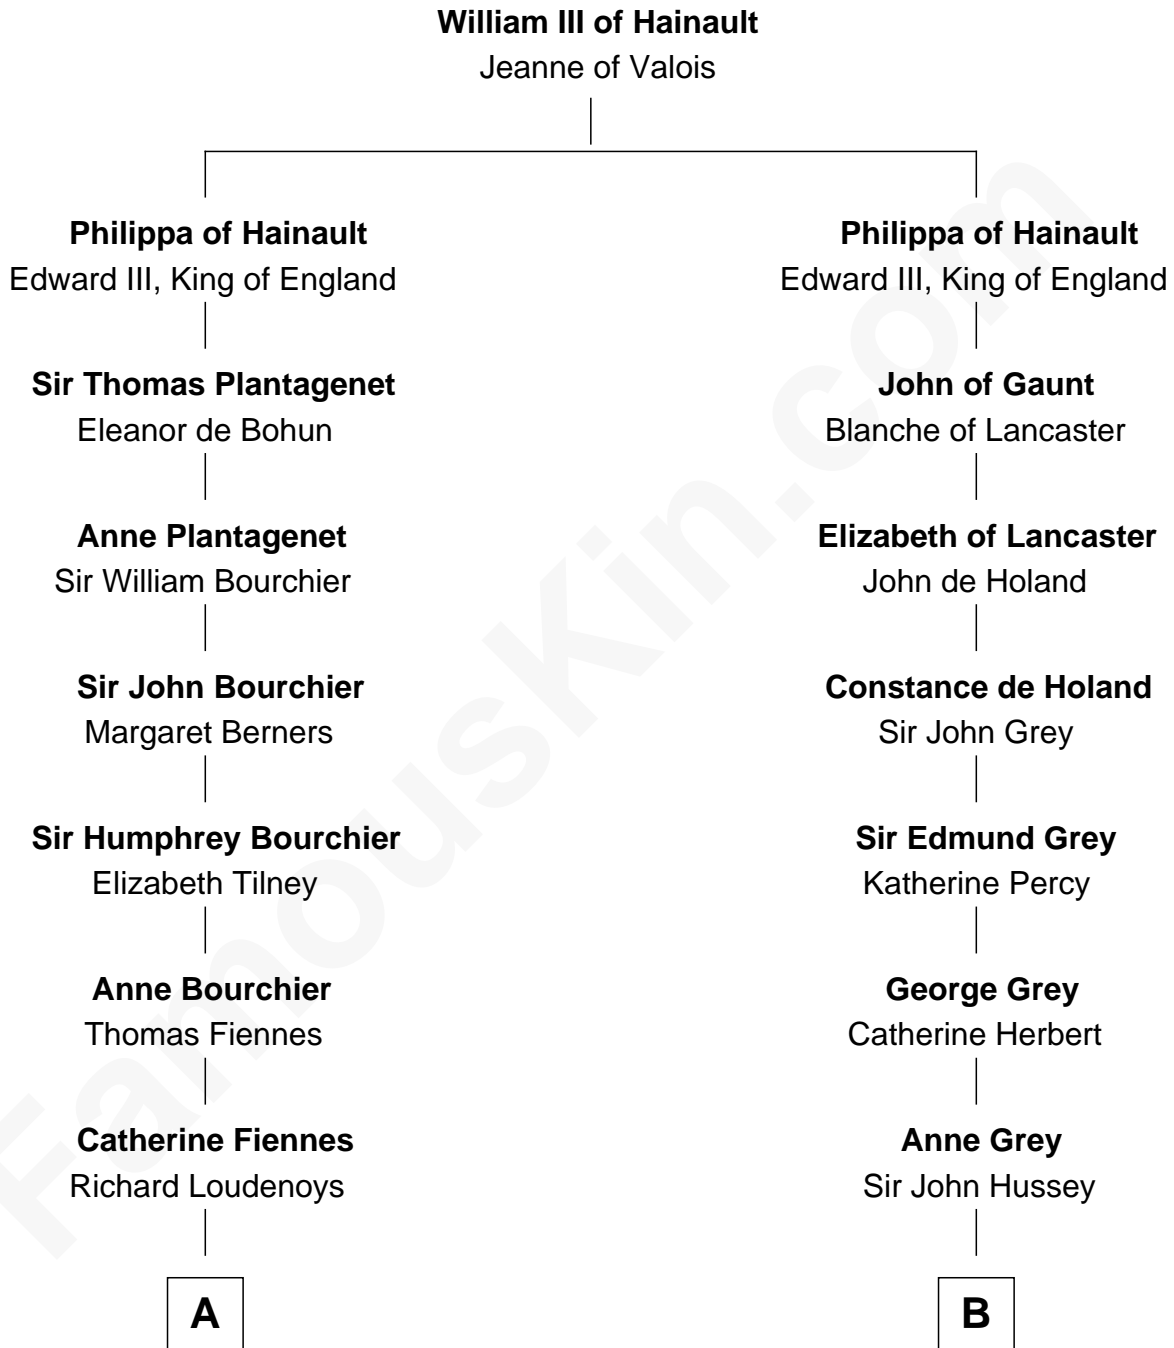 William III of Hainault
Jeanne of Valois
Philippa of Hainault
Edward III, King of England
Philippa of Hainault
Edward III, King of England
Sir Thomas Plantagenet
Eleanor de Bohun
John of Gaunt
Blanche of Lancaster
Anne Plantagenet
Sir William Bourchier
Elizabeth of Lancaster
John de Holand
Sir John Bourchier
Margaret Berners
Constance de Holand
Sir John Grey
Sir Humphrey Bourchier
Elizabeth Tilney
Sir Edmund Grey
Katherine Percy
Anne Bourchier
Thomas Fiennes
George Grey
Catherine Herbert
Catherine Fiennes
Richard Loudenoys
Anne Grey
Sir John Hussey
A
B
FamousKin.com